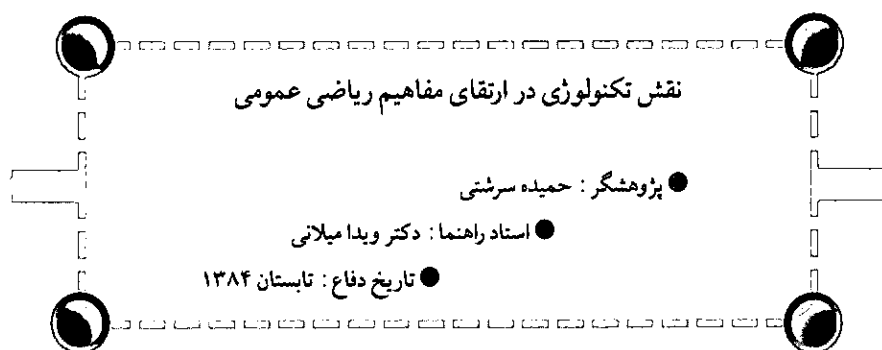 نقش تکنولوژی در ارتقای مفاهیم ریاضی عمومی
● پژوهشگر : حمیده سرشتی
● استاد راهنما : دکتر ویدا میلانی
● تاریخ دفاع : تابستان ۱۳۸۴